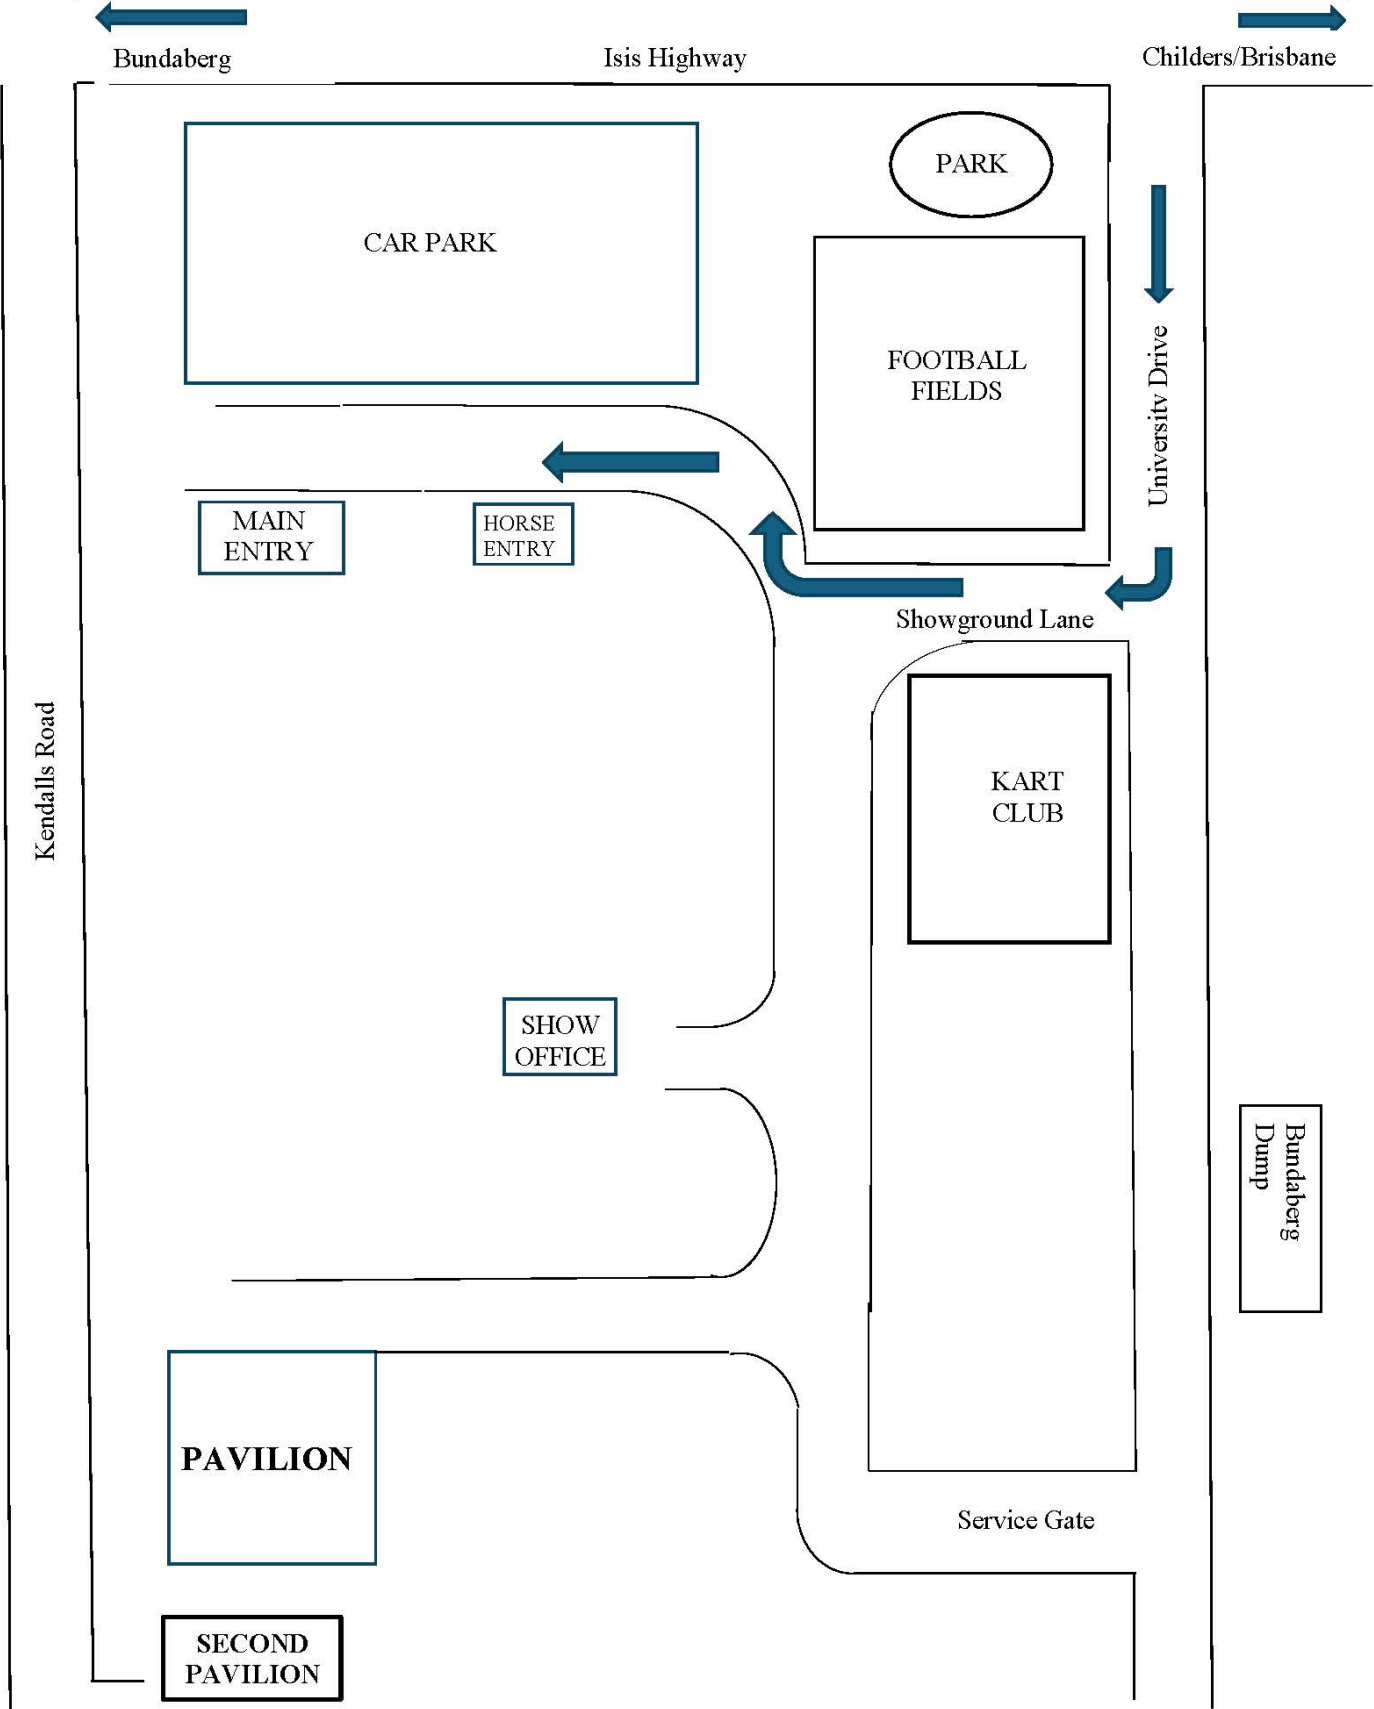 Bundaberg
Isis Highway
Childers/Brisbane
PARK
CAR PARK
FOOTBALL
FIELDS
University Drive
MAIN
ENTRY
HORSE
ENTRY
Showground Lane
Kendalls Road
KART
CLUB
SHOW
OFFICE
Bundaberg
Dump
PAVILION
Service Gate
SECOND
PAVILION